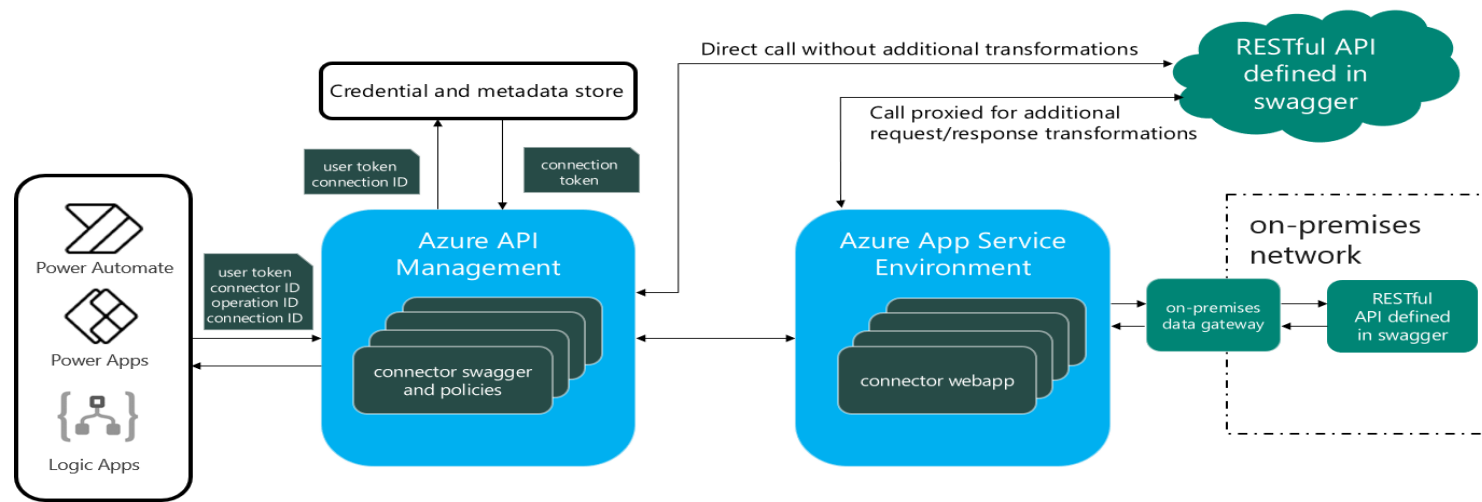 Direct call without additional transformations
RESTful API
defined in
swagger
Credential and metadata store
Call proxied for additional
request/response transformations
user token
connection ID
connection
token
Power Automate
Power Apps
Logic Apps
user token
connector ID
operation ID
connection ID
Azure API
Management
connector swagger
and policies
Azure App Service
Environment
connector webapp
on-premises
network
on-premises
data gateway
RESTful
API defined
in swagger